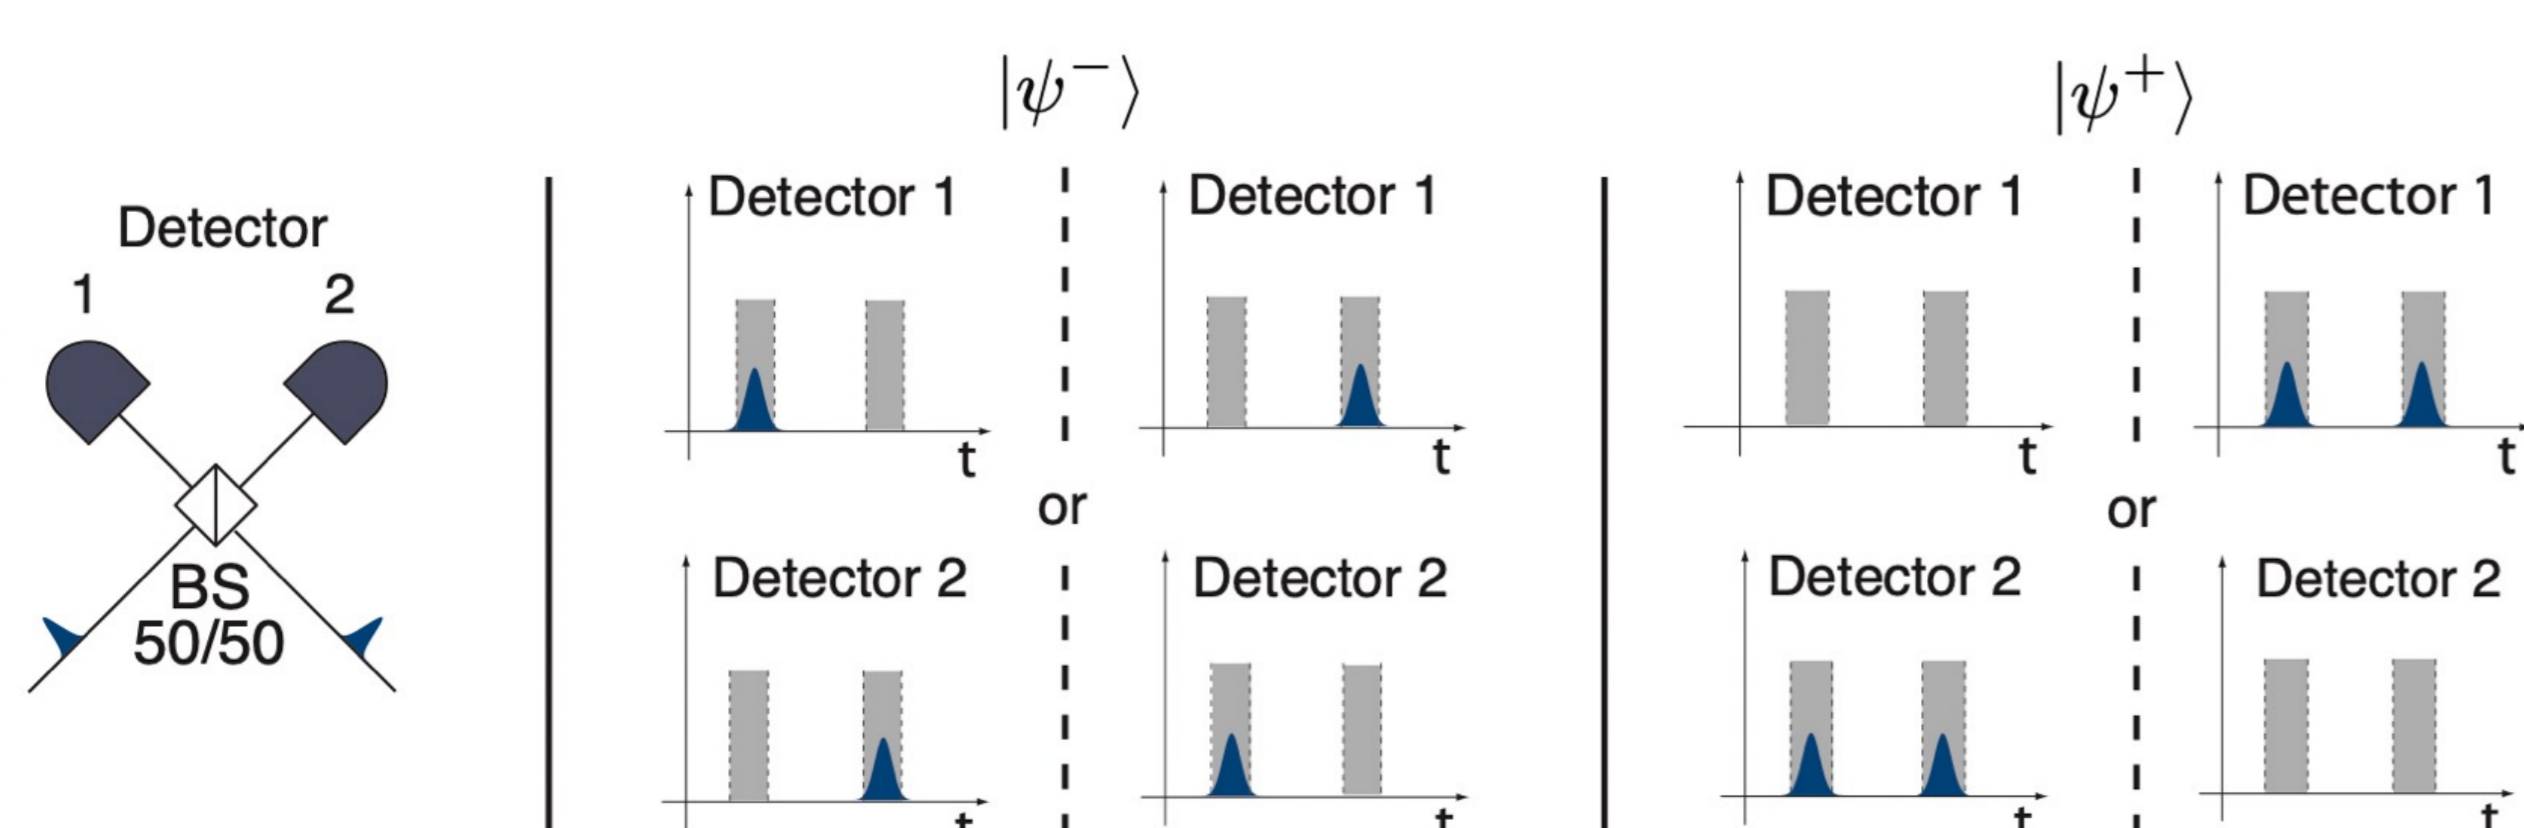 |ψ⁻⟩
|ψ⁺⟩
Detector
1 2
BS
50/50
Detector 1
t
Detector 1
t
or
Detector 2
t
Detector 2
t
Detector 1
t
Detector 1
t
or
Detector 2
t
Detector 2
t